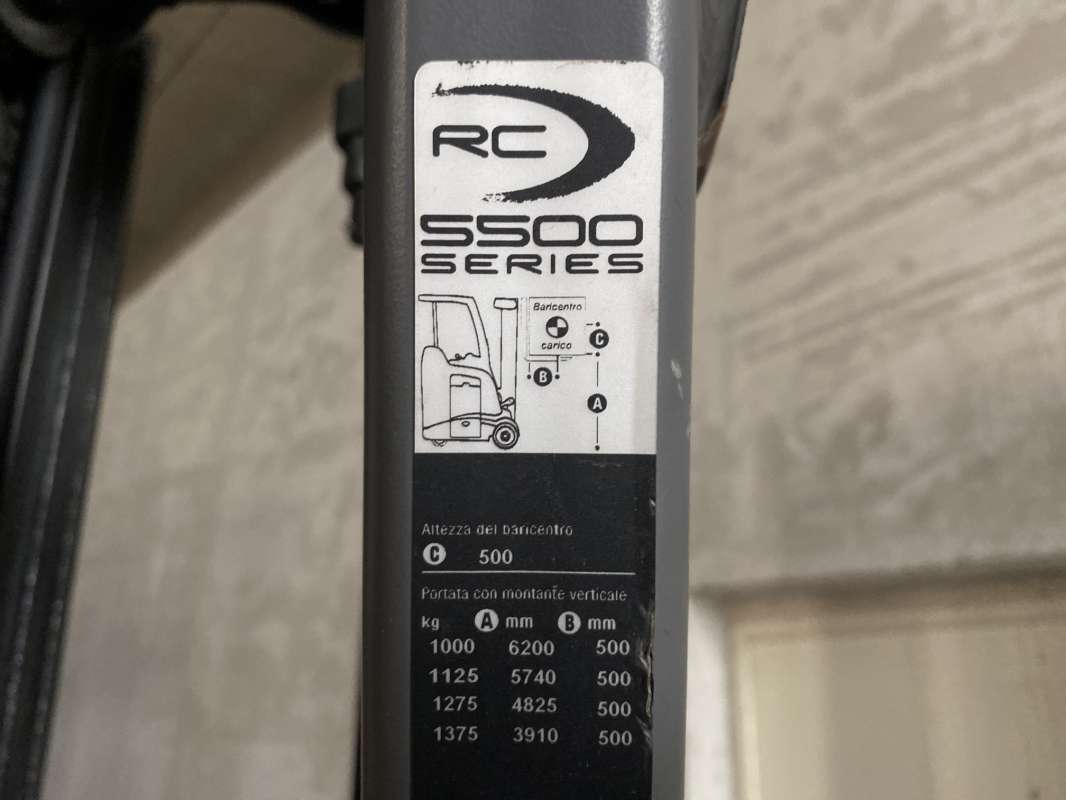 RC
5500
SERIES
Baricentro
carico
C
B
A
Altezza del baricentro
C 500
Portata con montante verticale
kg A mm B mm
1000 6200 500
1125 5740 500
1275 4825 500
1375 3910 500